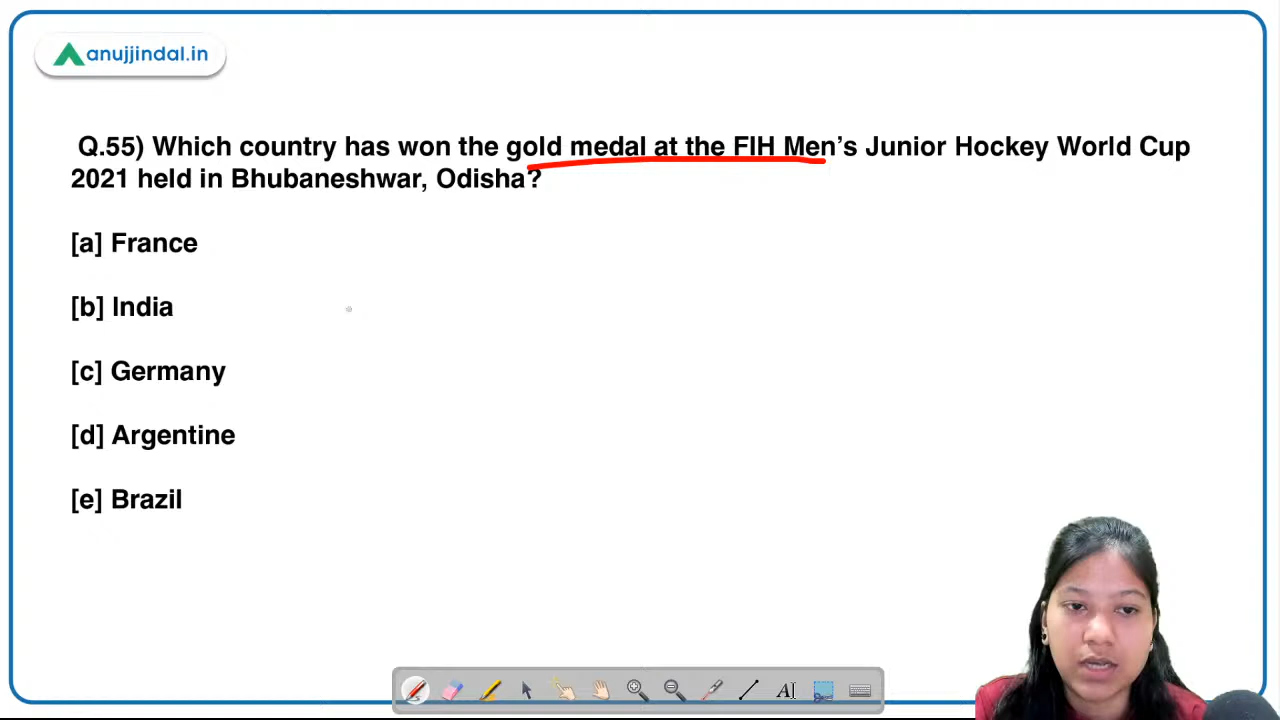 anujjindal.in
Q.55) Which country has won the gold medal at the FIH Men’s Junior Hockey World Cup
2021 held in Bhubaneshwar, Odisha?
[a] France
[b] India
[c] Germany
[d] Argentine
[e] Brazil
AI